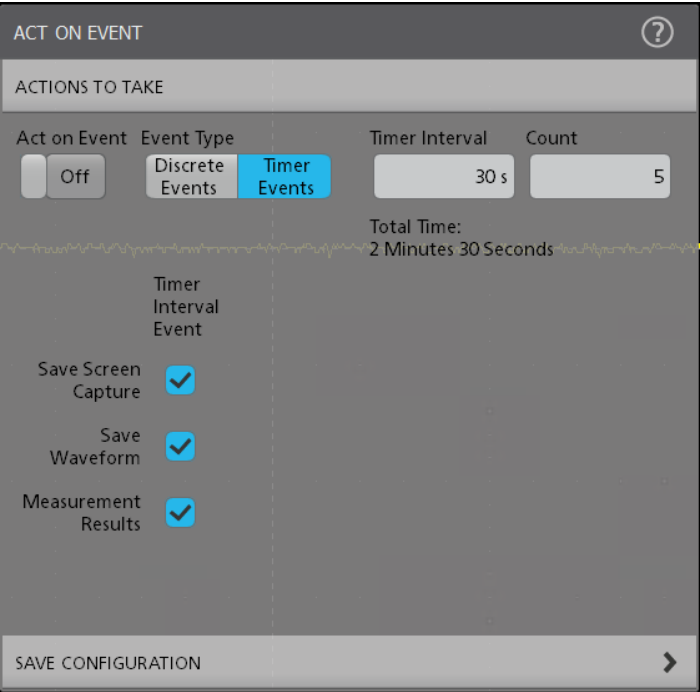 ACT ON EVENT
?
ACTIONS TO TAKE
Act on Event
Off
Event Type
Discrete
Events
Timer
Events
Timer Interval
30 s
Count
5
Total Time:
2 Minutes 30 Seconds
Timer
Interval
Event
Save Screen
Capture
Save
Waveform
Measurement
Results
SAVE CONFIGURATION